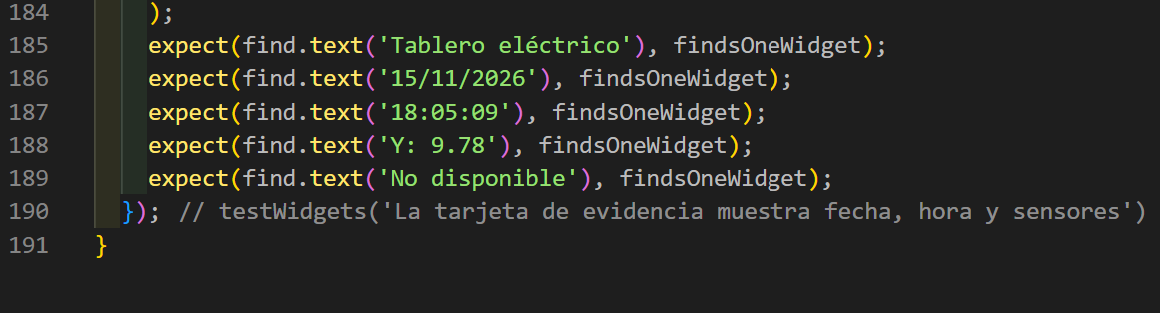 184 );
185 expect(find.text('Tablero eléctrico'), findsOneWidget);
186 expect(find.text('15/11/2026'), findsOneWidget);
187 expect(find.text('18:05:09'), findsOneWidget);
188 expect(find.text('Y: 9.78'), findsOneWidget);
189 expect(find.text('No disponible'), findsOneWidget);
190 }); // testWidgets('La tarjeta de evidencia muestra fecha, hora y sensores')
191 }